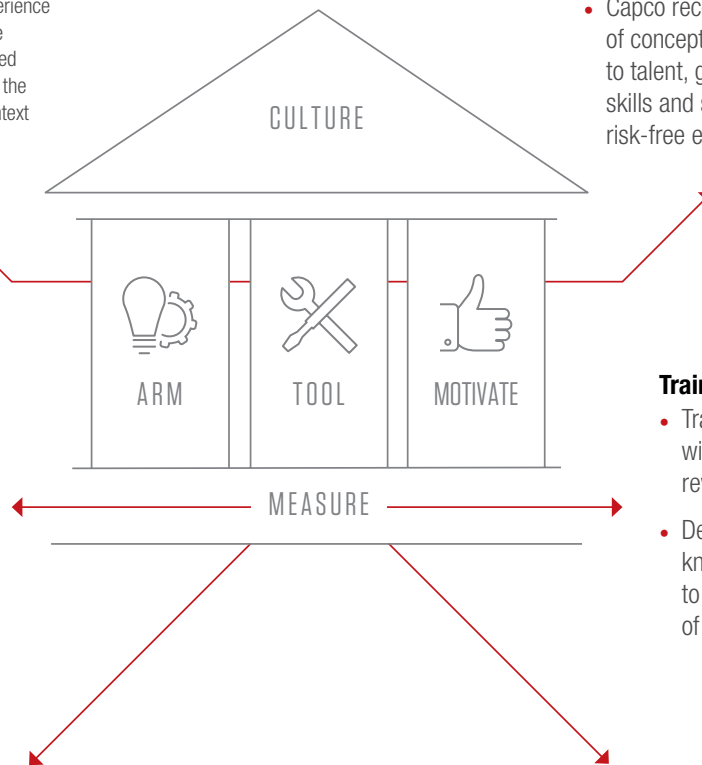 erience
e
ed
the
text
• Capco rec
of concept
to talent, g
skills and s
risk-free e
CULTURE
ARM
TOOL
MOTIVATE
MEASURE
Train
• Tra
wi
rev
• De
kn
to
of